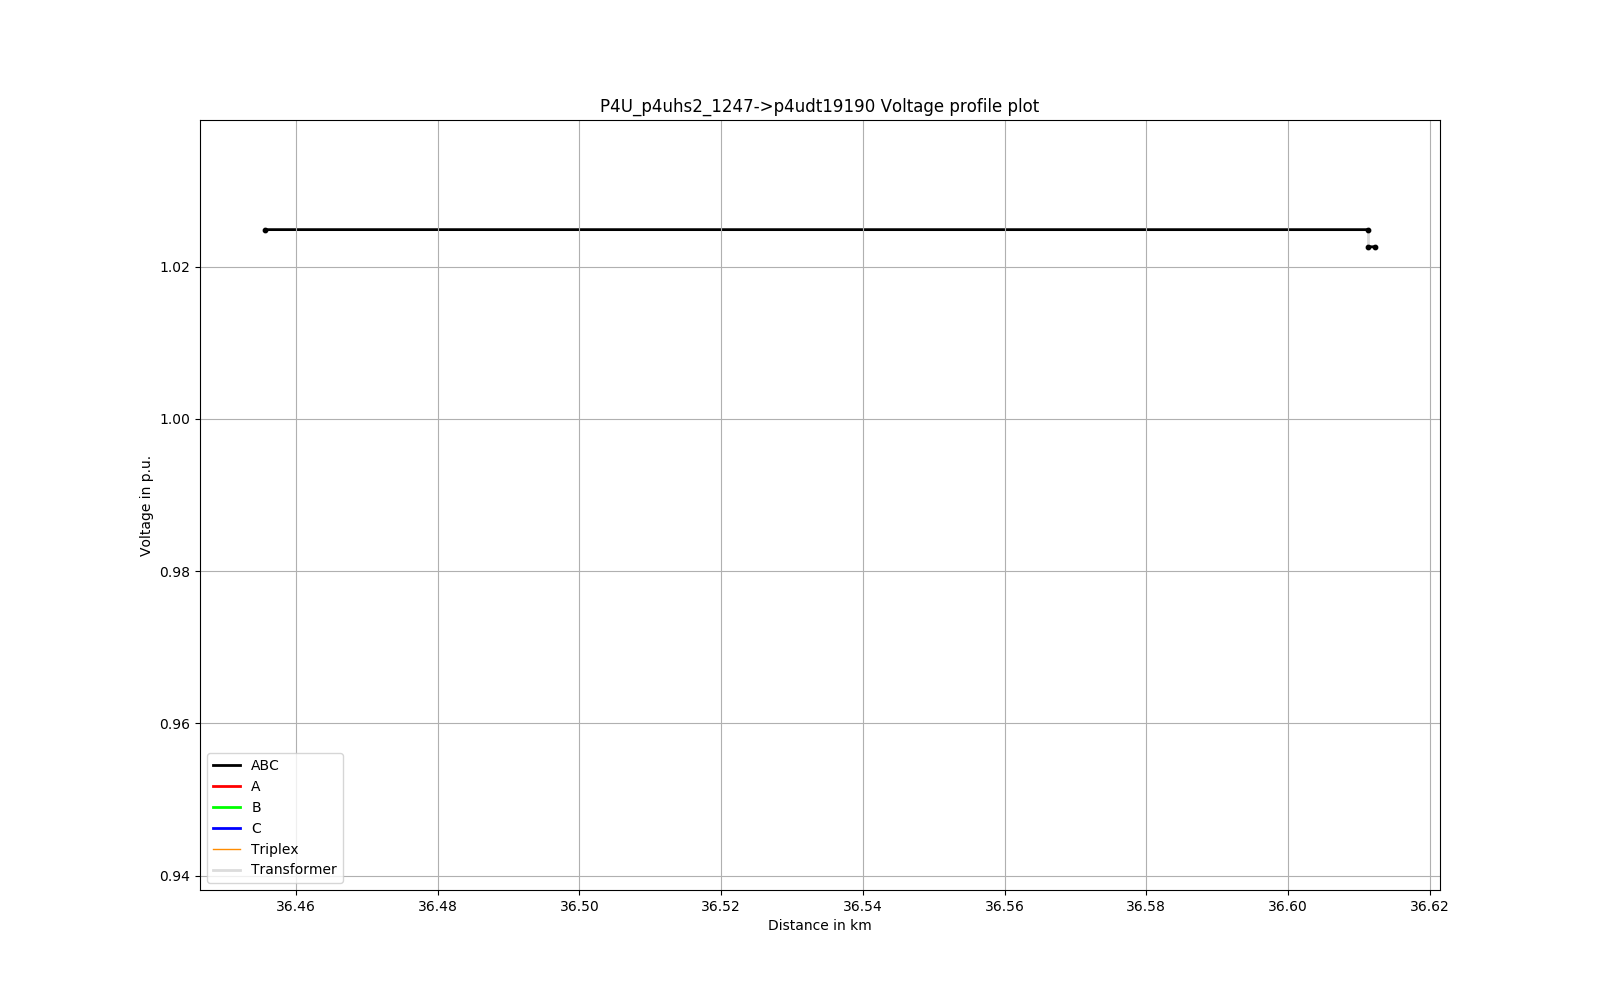 P4U_p4uhs2_1247->p4udt19190 Voltage profile plot
1.02
1.00
0.98
0.96
0.94
Voltage in p.u.
ABC
A
B
C
Triplex
Transformer
36.46 36.48 36.50 36.52 36.54 36.56 36.58 36.60 36.62
Distance in km